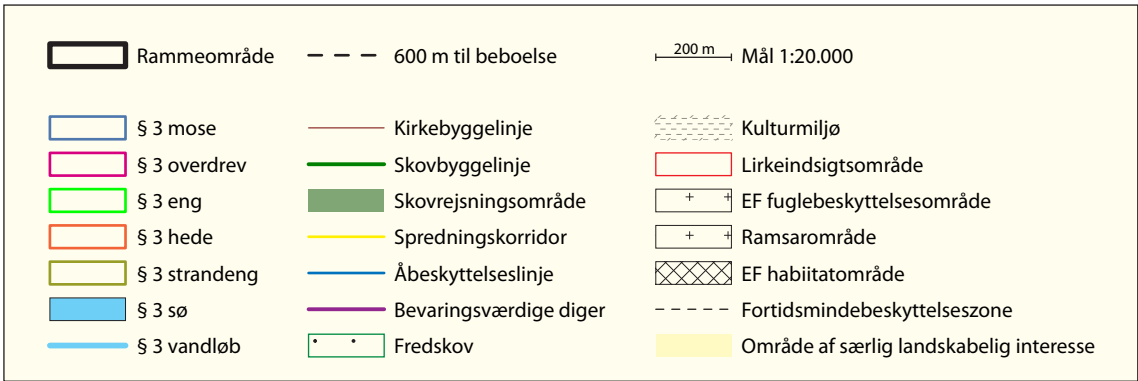 Rammeområde
600 m til beboelse
200 m
Mål 1:20.000
§ 3 mose
§ 3 overdrev
§ 3 eng
§ 3 hede
§ 3 strandeng
§ 3 sø
§ 3 vandløb
Kirkebyggelinje
Skovbyggelinje
Skovrejsningsområde
Spredningskorridor
Åbeskyttelseslinje
Bevaringsværdige diger
Fredskov
Kulturmiljø
Lirkeindsigtsområde
EF fuglebeskyttelsesområde
Ramsarområde
EF habiitatområde
Fortidsmindebeskyttelseszone
Område af særlig landskabelig interesse